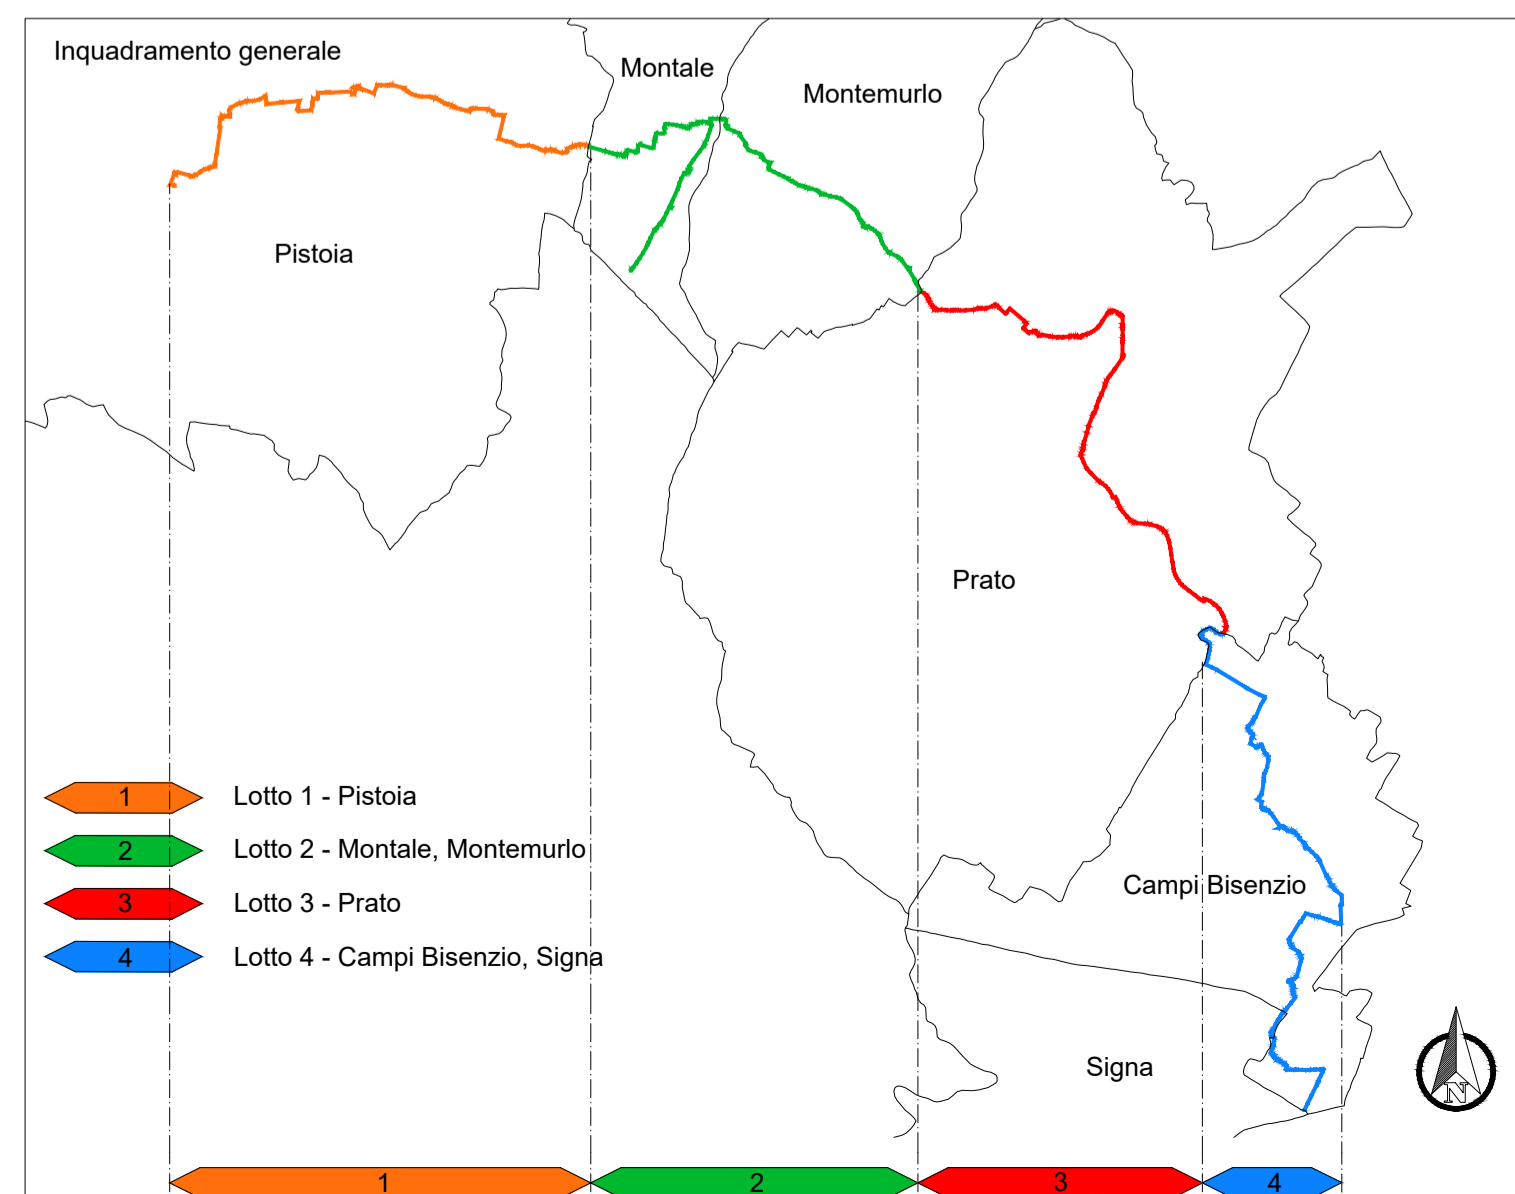 Inquadramento generale
Montale
Montemurlo
Pistoia
Prato
1 Lotto 1 - Pistoia
2 Lotto 2 - Montale, Montemurlo
3 Lotto 3 - Prato
4 Lotto 4 - Campi Bisenzio, Signa
Campi Bisenzio
Signa
N
1 2 3 4